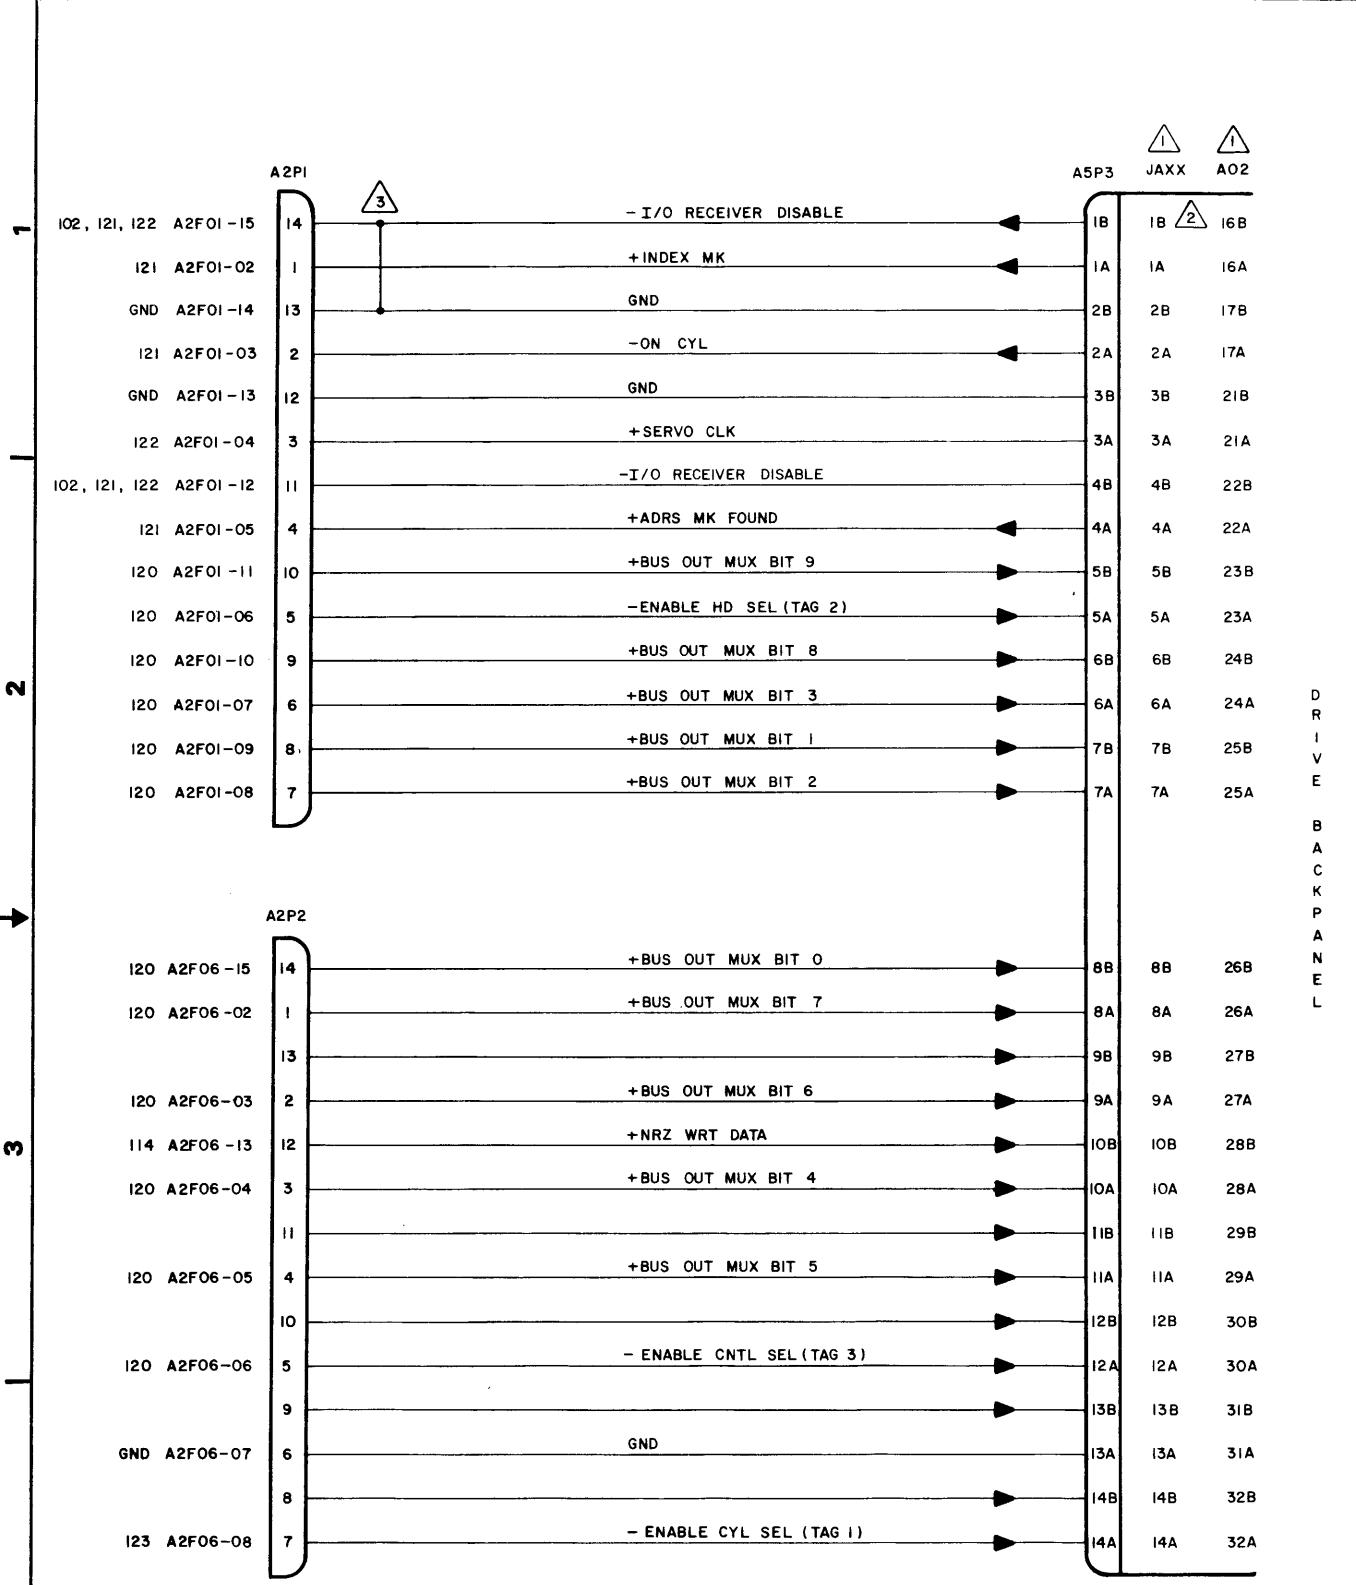 1 1
A2P1 3 A5P3 JAXX A02
1 102, 121, 122 A2F01-15 14 -I/O RECEIVER DISABLE 1B 1B 2 16B
121 A2F01-02 1 +INDEX MK 1A 1A 16A
GND A2F01-14 13 GND 2B 2B 17B
121 A2F01-03 2 -ON CYL 2A 2A 17A
GND A2F01-13 12 GND 3B 3B 21B
122 A2F01-04 3 +SERVO CLK 3A 3A 21A
102, 121, 122 A2F01-12 11 -I/O RECEIVER DISABLE 4B 4B 22B
121 A2F01-05 4 +ADRS MK FOUND 4A 4A 22A
120 A2F01-11 10 +BUS OUT MUX BIT 9 5B 5B 23B
120 A2F01-06 5 -ENABLE HD SEL (TAG 2) 5A 5A 23A
120 A2F01-10 9 +BUS OUT MUX BIT 8 6B 6B 24B
2 120 A2F01-07 6 +BUS OUT MUX BIT 3 6A 6A 24A
120 A2F01-09 8 +BUS OUT MUX BIT 1 7B 7B 25B
120 A2F01-08 7 +BUS OUT MUX BIT 2 7A 7A 25A
DRIVE BACKPANEL
A2P2
120 A2F06-15 14 +BUS OUT MUX BIT 0 8B 8B 26B
120 A2F06-02 1 +BUS OUT MUX BIT 7 8A 8A 26A
13 9B 9B 27B
120 A2F06-03 2 +BUS OUT MUX BIT 6 9A 9A 27A
3 114 A2F06-13 12 +NRZ WRT DATA 10B 10B 28B
120 A2F06-04 3 +BUS OUT MUX BIT 4 10A 10A 28A
11 11B 11B 29B
120 A2F06-05 4 +BUS OUT MUX BIT 5 11A 11A 29A
10 12B 12B 30B
120 A2F06-06 5 -ENABLE CNTL SEL (TAG 3) 12A 12A 30A
9 13B 13B 31B
GND A2F06-07 6 GND 13A 13A 31A
8 14B 14B 32B
123 A2F06-08 7 -ENABLE CYL SEL (TAG 1) 14A 14A 32A